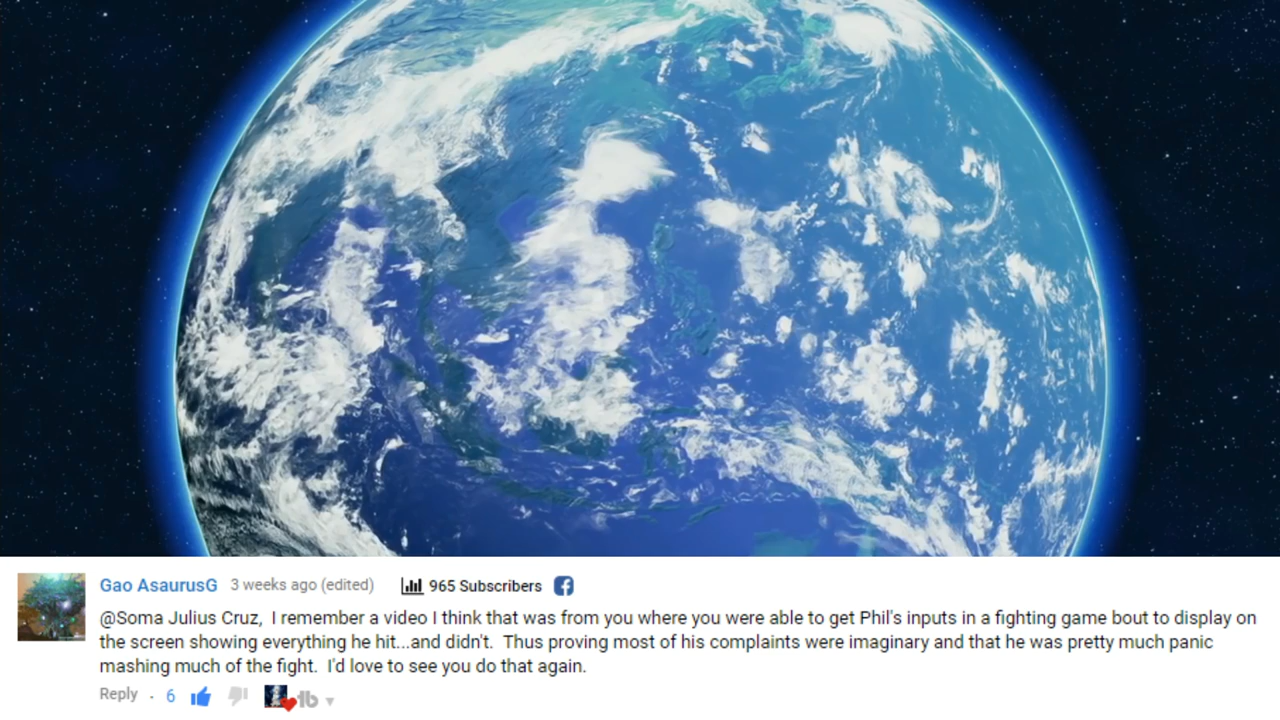 Gao AsaurusG 3 weeks ago (edited) 965 Subscribers
@Soma Julius Cruz,  I remember a video I think that was from you where you were able to get Phil's inputs in a fighting game bout to display on
the screen showing everything he hit...and didn't.  Thus proving most of his complaints were imaginary and that he was pretty much panic
mashing much of the fight.  I'd love to see you do that again.
Reply · 6 tb